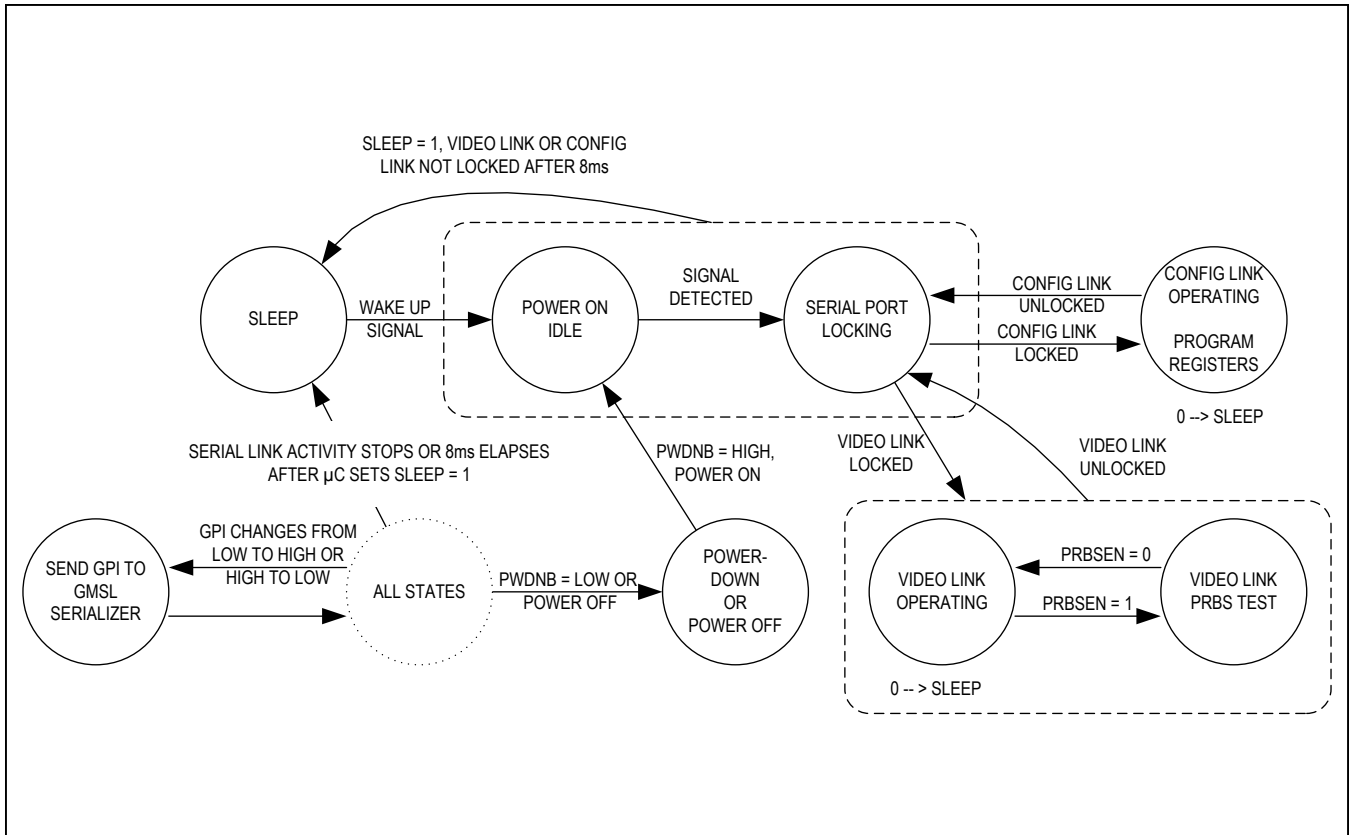 SLEEP = 1, VIDEO LINK OR CONFIG
LINK NOT LOCKED AFTER 8ms
SLEEP
WAKE UP
SIGNAL
POWER ON
IDLE
SIGNAL
DETECTED
SERIAL PORT
LOCKING
CONFIG LINK
UNLOCKED
CONFIG LINK
LOCKED
CONFIG LINK
OPERATING
PROGRAM
REGISTERS
0 --> SLEEP
SERIAL LINK ACTIVITY STOPS OR 8ms ELAPSES
AFTER µC SETS SLEEP = 1
PWDNB = HIGH,
POWER ON
VIDEO LINK
LOCKED
VIDEO LINK
UNLOCKED
SEND GPI TO
GMSL
SERIALIZER
GPI CHANGES FROM
LOW TO HIGH OR
HIGH TO LOW
ALL STATES
PWDNB = LOW OR
POWER OFF
POWER-
DOWN
OR
POWER OFF
VIDEO LINK
OPERATING
PRBSEN = 0
PRBSEN = 1
VIDEO LINK
PRBS TEST
0 -- > SLEEP